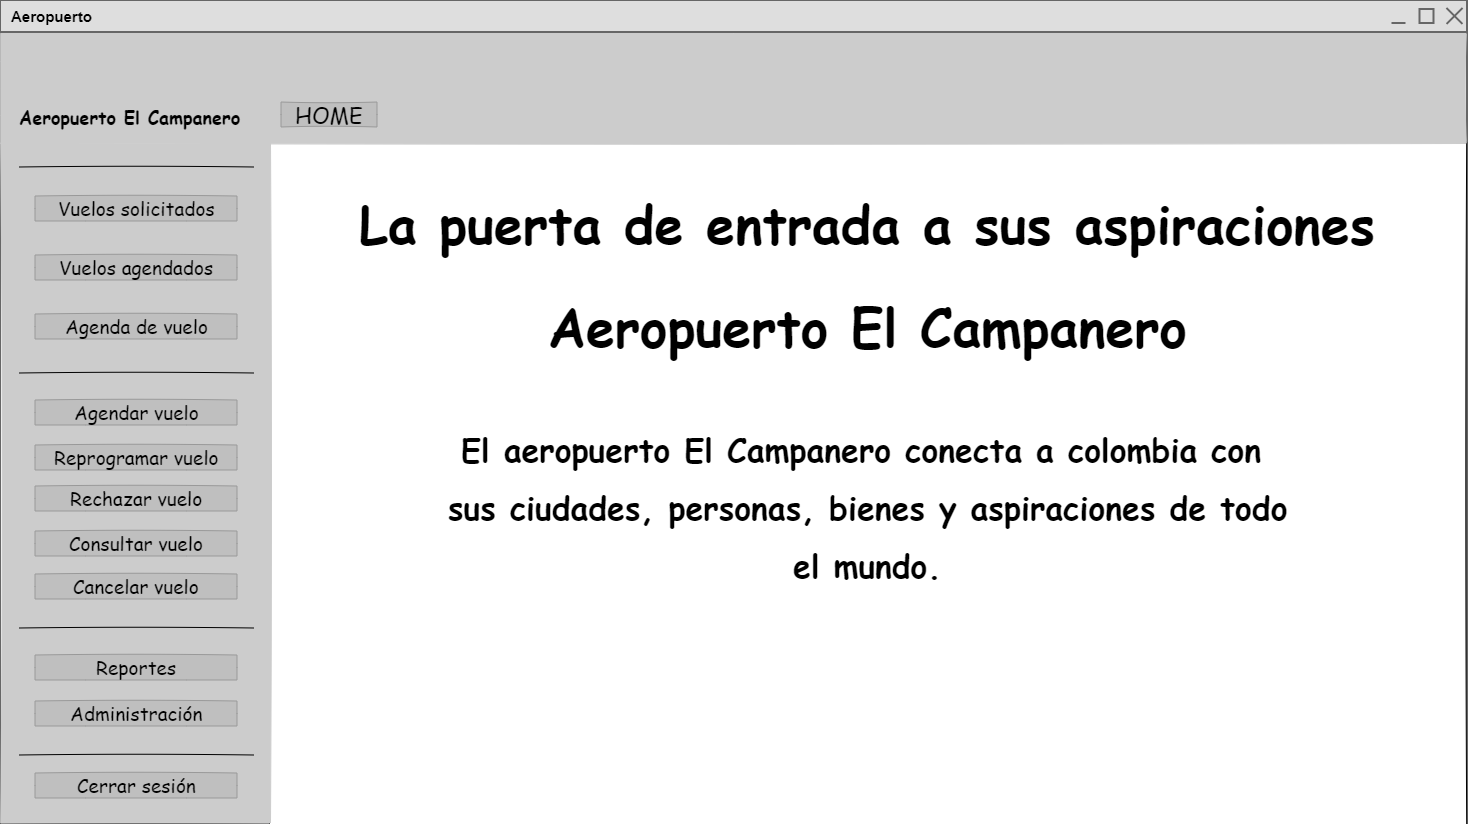 Aeropuerto
Aeropuerto El Campanero
HOME
Vuelos solicitados
Vuelos agendados
Agenda de vuelo
Agendar vuelo
Reprogramar vuelo
Rechazar vuelo
Consultar vuelo
Cancelar vuelo
Reportes
Administración
Cerrar sesión
La puerta de entrada a sus aspiraciones
Aeropuerto El Campanero
El aeropuerto El Campanero conecta a colombia con
sus ciudades, personas, bienes y aspiraciones de todo
el mundo.